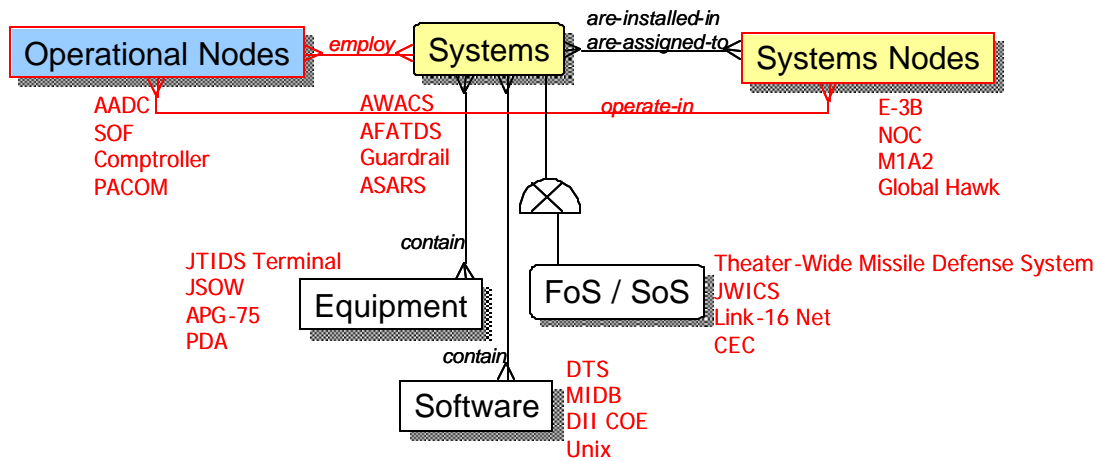 are-installed-in
are-assigned-to
Operational Nodes
employ
Systems
Systems Nodes
operate-in
AADC
SOF
Comptroller
PACOM
AWACS
AFATDS
Guardrail
ASARS
E-3B
NOC
M1A2
Global Hawk
contain
JTIDS Terminal
JSOW
APG-75
PDA
Equipment
FoS / SoS
Theater-Wide Missile Defense System
JWICS
Link-16 Net
CEC
contain
Software
DTS
MIDB
DII COE
Unix